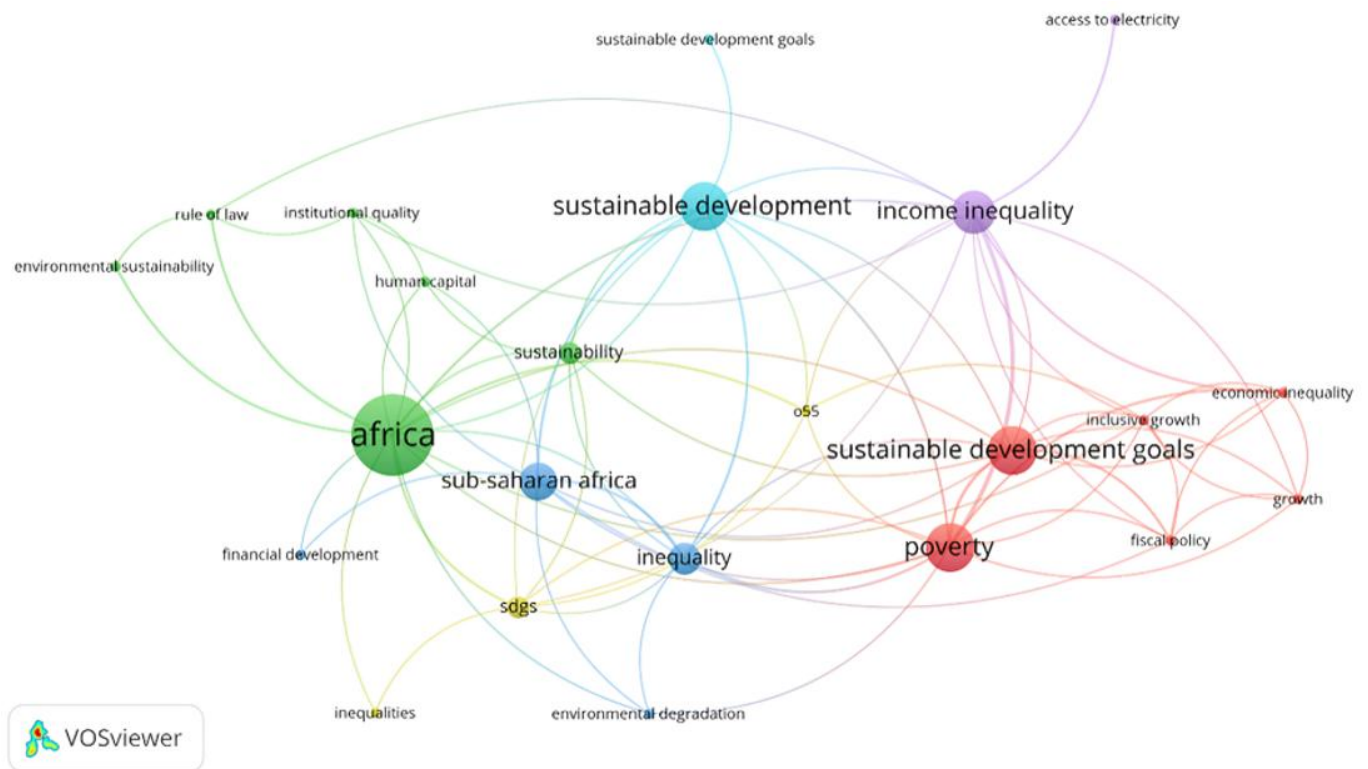 access to electricity
sustainable development goals
sustainable development
income inequality
rule of law
institutional quality
environmental sustainability
human capital
sustainability
economic inequality
o55
inclusive growth
africa
sustainable development goals
sub-saharan africa
growth
fiscal policy
poverty
financial development
inequality
sdgs
inequalities
environmental degradation
VOSviewer